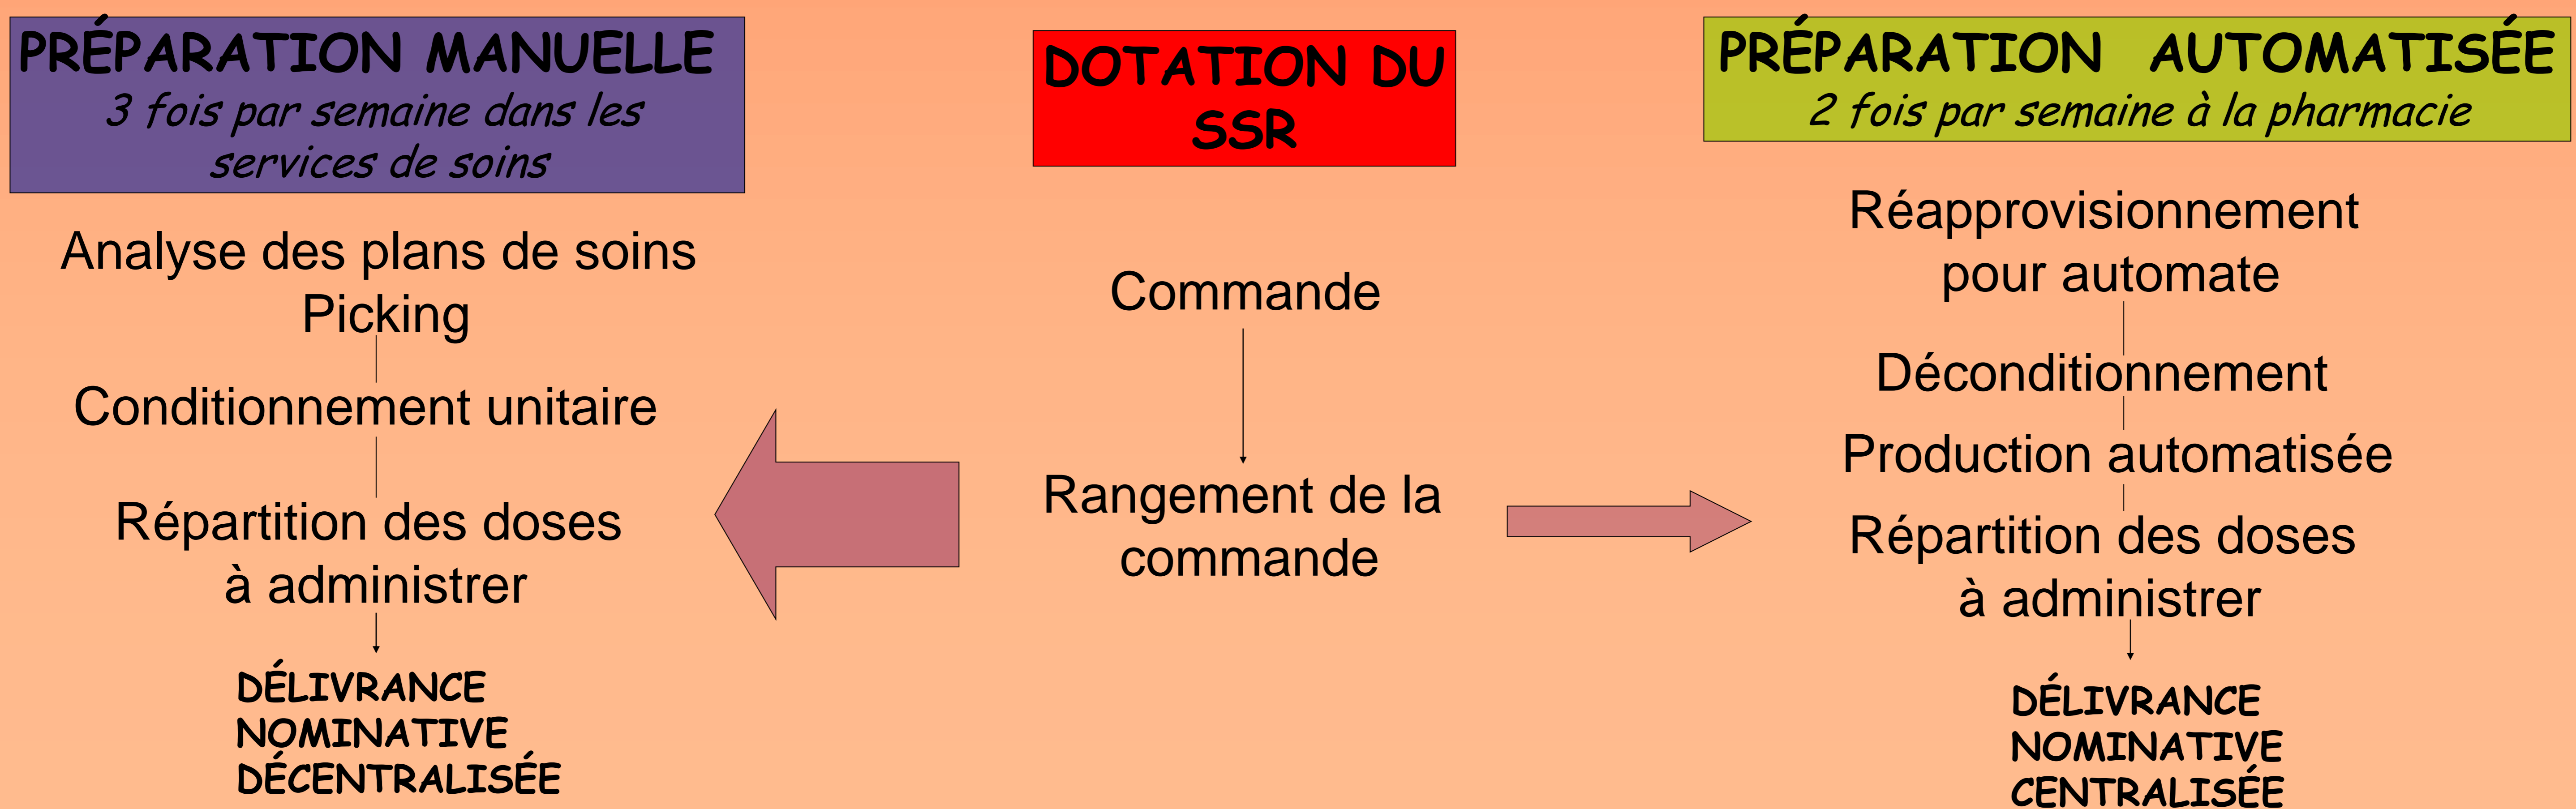 PRÉPARATION MANUELLE
3 fois par semaine dans les
services de soins
Analyse des plans de soins
Picking
Conditionnement unitaire
Répartition des doses
à administrer
DÉLIVRANCE
NOMINATIVE
DÉCENTRALISÉE
DOTATION DU
SSR
Commande
Rangement de la
commande
PRÉPARATION AUTOMATISÉE
2 fois par semaine à la pharmacie
Réapprovisionnement
pour automate
Déconditionnement
Production automatisée
Répartition des doses
à administrer
DÉLIVRANCE
NOMINATIVE
CENTRALISÉE